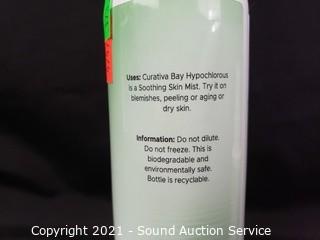 Uses: Curativa Bay Hypochlorous
is a Soothing Skin Mist. Try it on
blemishes, peeling or aging or
dry skin.
Information: Do not dilute.
Do not freeze. This is
biodegradable and
environmentally safe.
Bottle is recyclable.
Copyright 2021 - Sound Auction Service